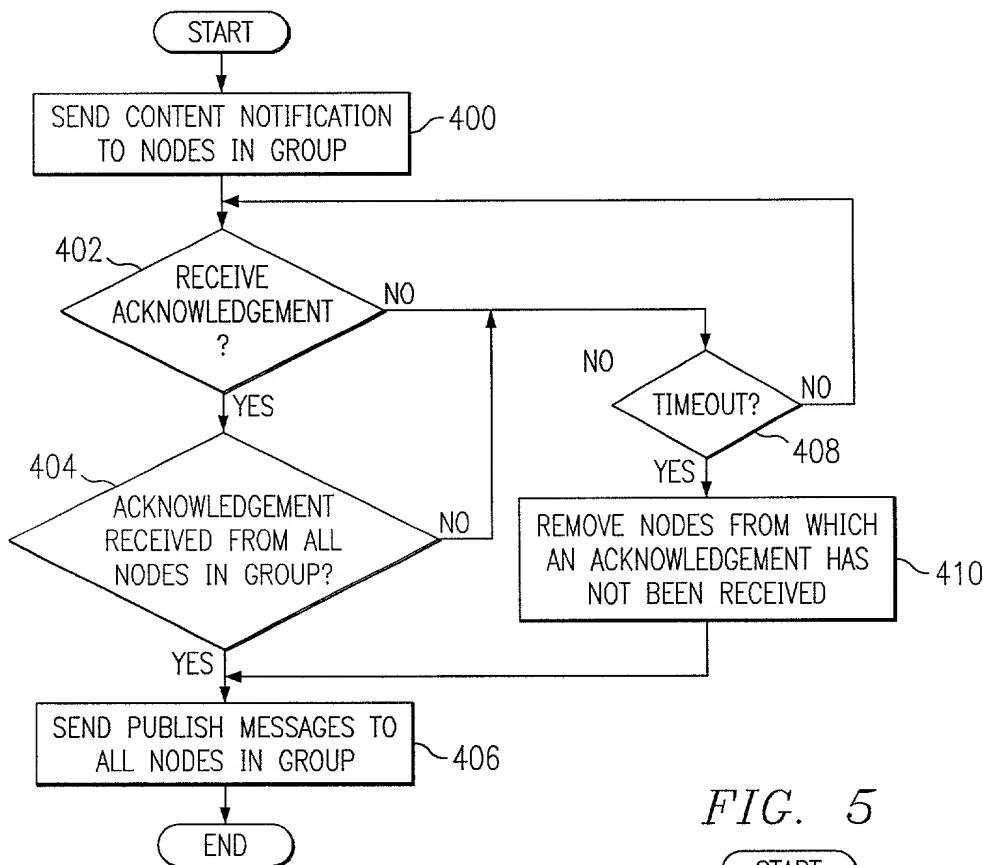 START
SEND CONTENT NOTIFICATION
TO NODES IN GROUP
400
402
RECEIVE
ACKNOWLEDGEMENT
?
NO
YES
NO
TIMEOUT?
NO
408
YES
404
ACKNOWLEDGEMENT
RECEIVED FROM ALL
NODES IN GROUP?
NO
YES
REMOVE NODES FROM WHICH
AN ACKNOWLEDGEMENT HAS
NOT BEEN RECEIVED
410
SEND PUBLISH MESSAGES TO
ALL NODES IN GROUP
406
END
FIG. 5
START